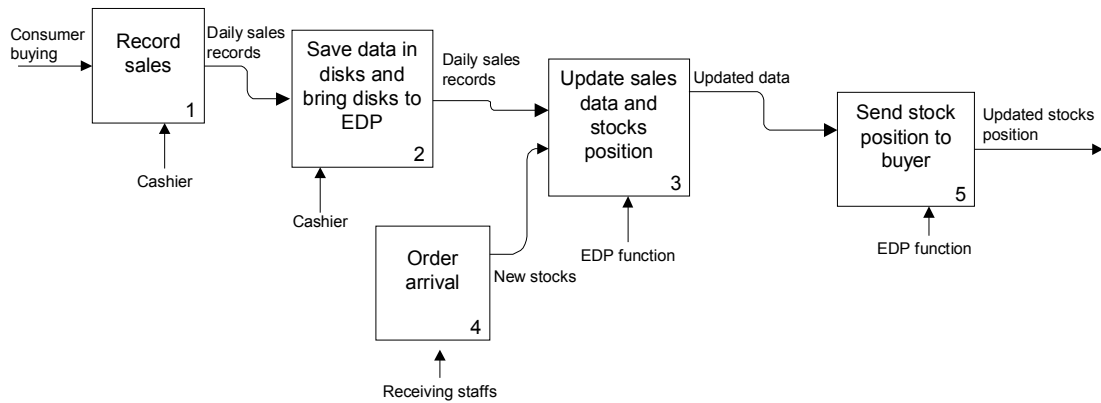 Consumer
buying
Record
sales
1
Cashier
Daily sales
records
Save data in
disks and
bring disks to
EDP
2
Cashier
Daily sales
records
Update sales
data and
stocks
position
3
EDP function
Order
arrival
4
New stocks
Receiving staffs
Updated data
Send stock
position to
buyer
5
EDP function
Updated stocks
position